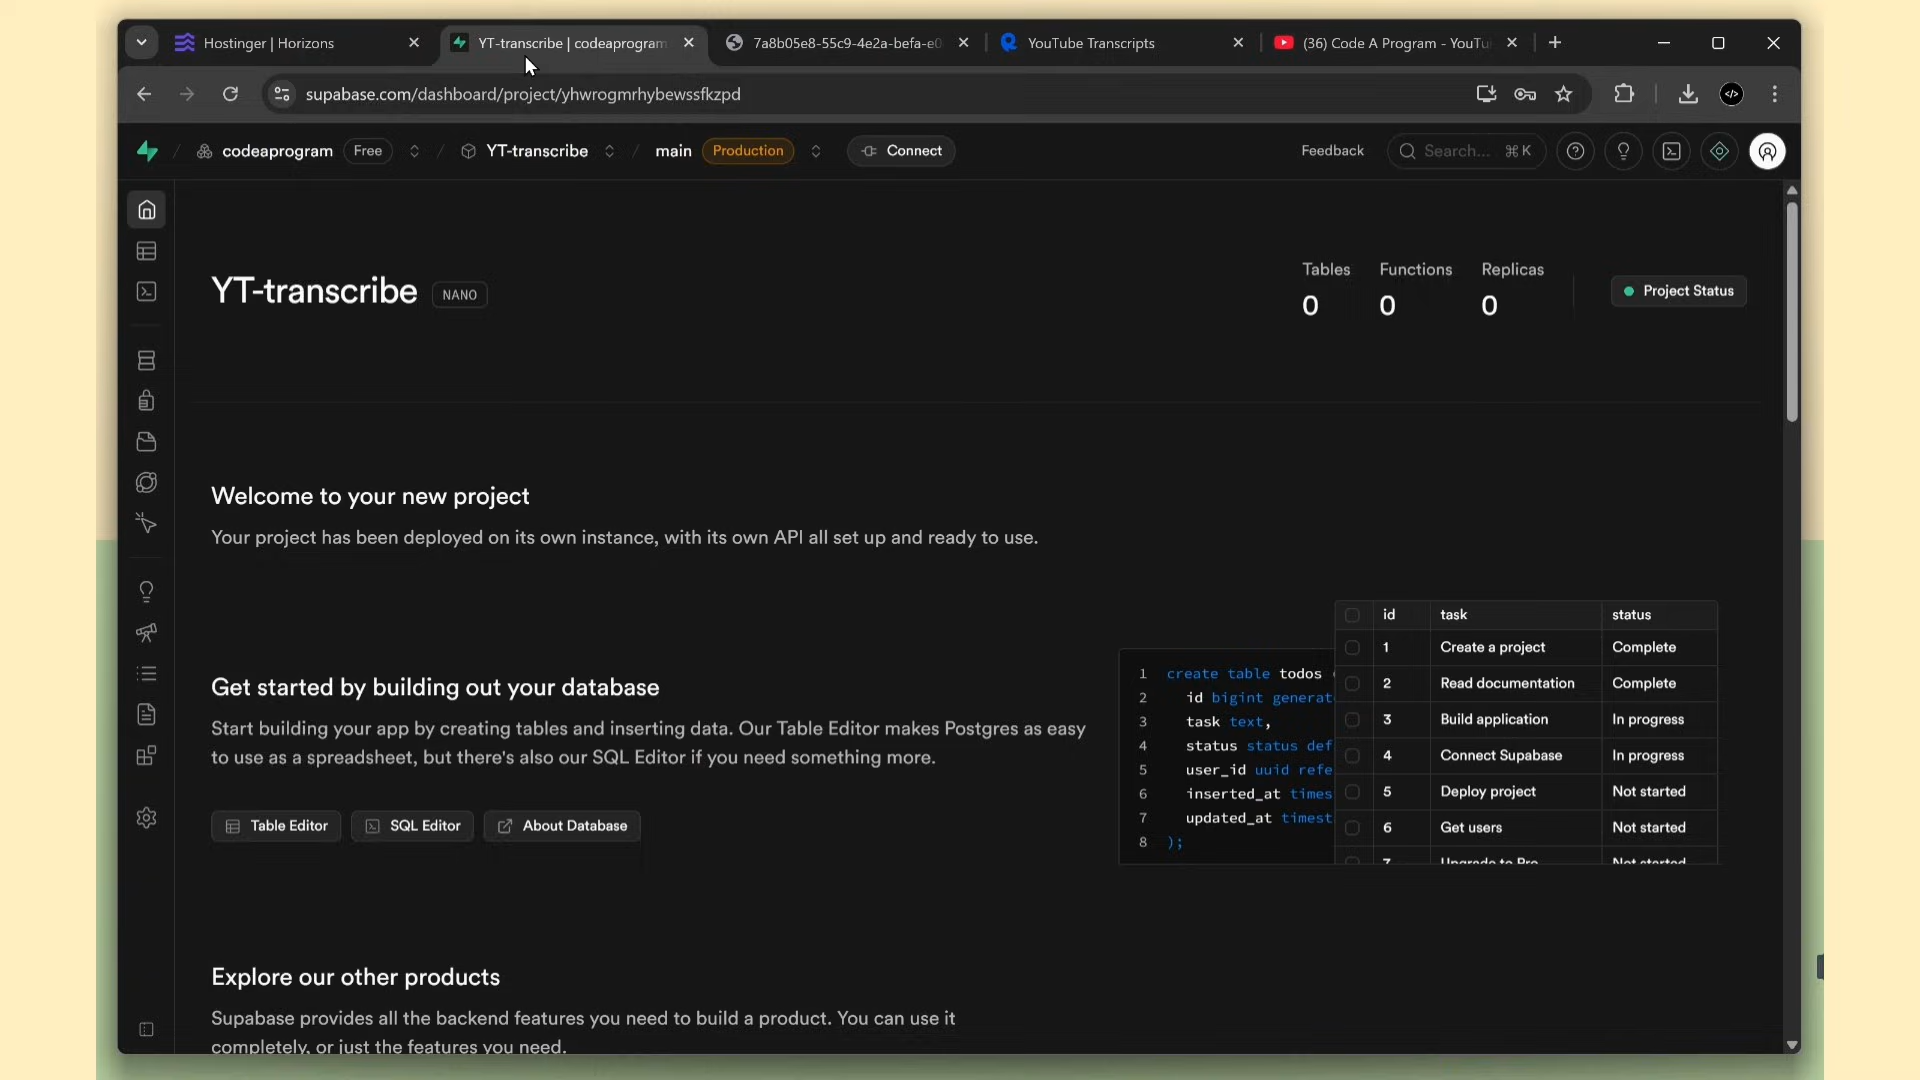 Hostinger | Horizons
YT-transcribe | codeaprogram
7a8b05e8-55c9-4e2a-befa-e0
YouTube Transcripts
(36) Code A Program - YouTu
supabase.com/dashboard/project/yhwrogmrhybewssfkzpd
codeaprogram
Free
YT-transcribe
main
Production
Connect
Feedback
Search... ⌘ K
YT-transcribe
NANO
Tables
Functions
Replicas
0
0
0
Project Status
Welcome to your new project
Your project has been deployed on its own instance, with its own API all set up and ready to use.
Get started by building out your database
Start building your app by creating tables and inserting data. Our Table Editor makes Postgres as easy
to use as a spreadsheet, but there's also our SQL Editor if you need something more.
Table Editor
SQL Editor
About Database
1 create table todos (
2 id bigint generat
3 task text,
4 status status def
5 user_id uuid refe
6 inserted_at times
7 updated_at timest
8 );
id task status
1 Create a project Complete
2 Read documentation Complete
3 Build application In progress
4 Connect Supabase In progress
5 Deploy project Not started
6 Get users Not started
7 Upgrade to Pro Not started
Explore our other products
Supabase provides all the backend features you need to build a product. You can use it
completely, or just the features you need.